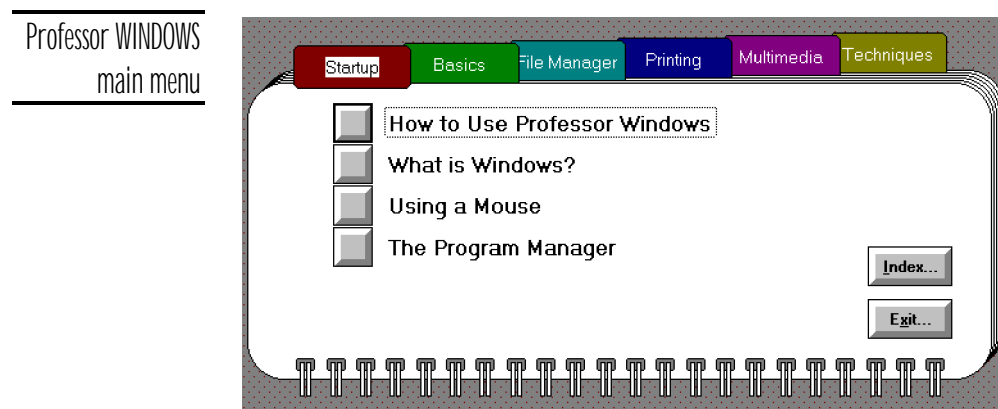 Professor WINDOWS
main menu
Startup
Basics
File Manager
Printing
Multimedia
Techniques
How to Use Professor Windows
What is Windows?
Using a Mouse
The Program Manager
Index...
Exit...